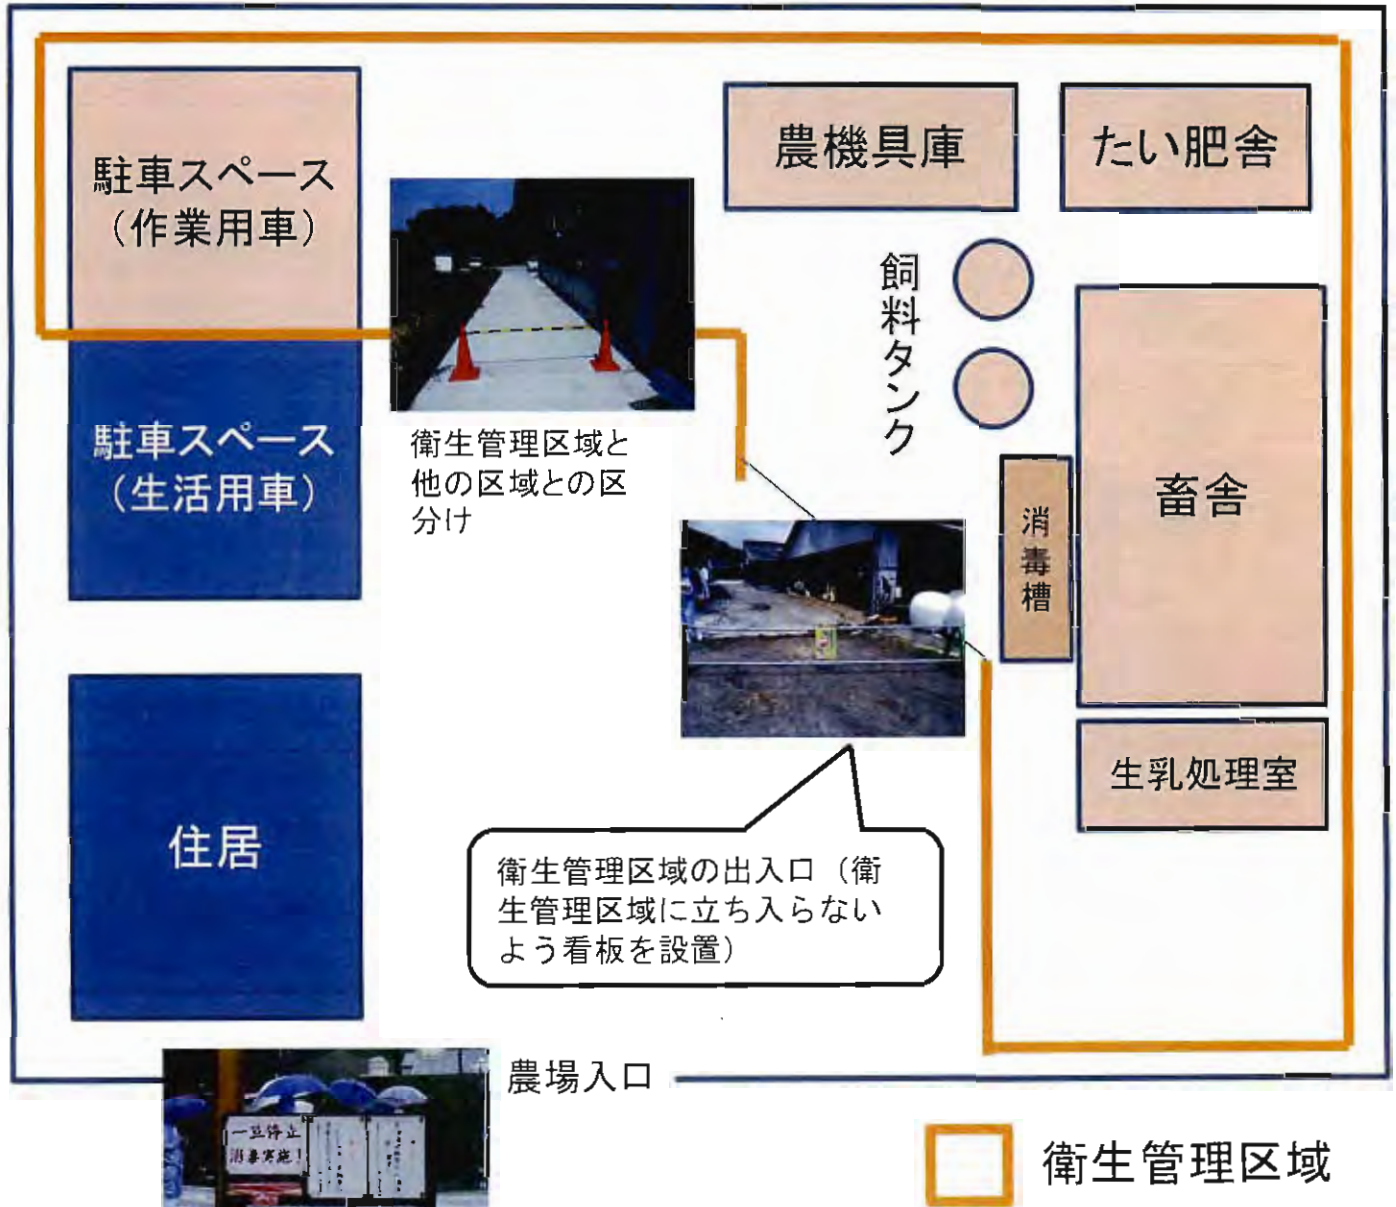 駐車スペース
（作業用車）
農機具庫
たい肥舎
飼料タンク
駐車スペース
（生活用車）
衛生管理区域と
他の区域との区
分け
消毒槽
畜舎
生乳処理室
住居
衛生管理区域の出入口（衛
生管理区域に立ち入らない
よう看板を設置）
農場入口
一旦停止
消毒実施！
衛生管理区域